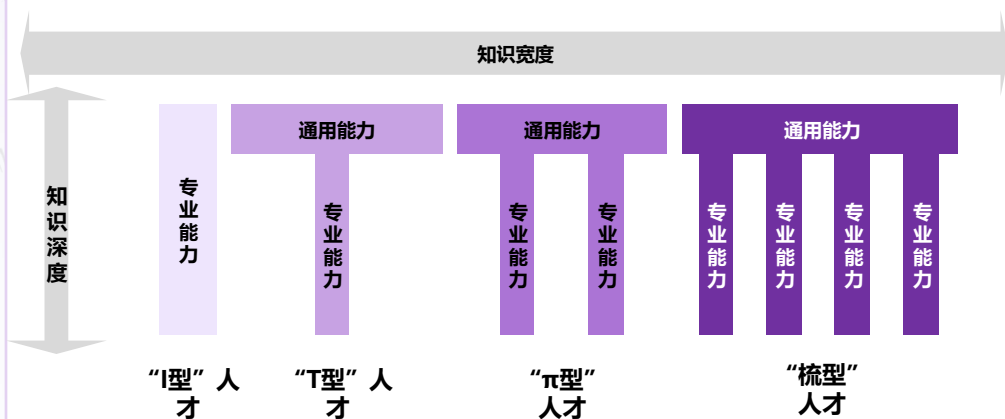 知识宽度
知识深度
专业能力
通用能力
专业能力
通用能力
专业能力
专业能力
通用能力
专业能力
专业能力
专业能力
专业能力
“I型”人
才
“T型”人
才
“π型”
人才
“梳型”
人才